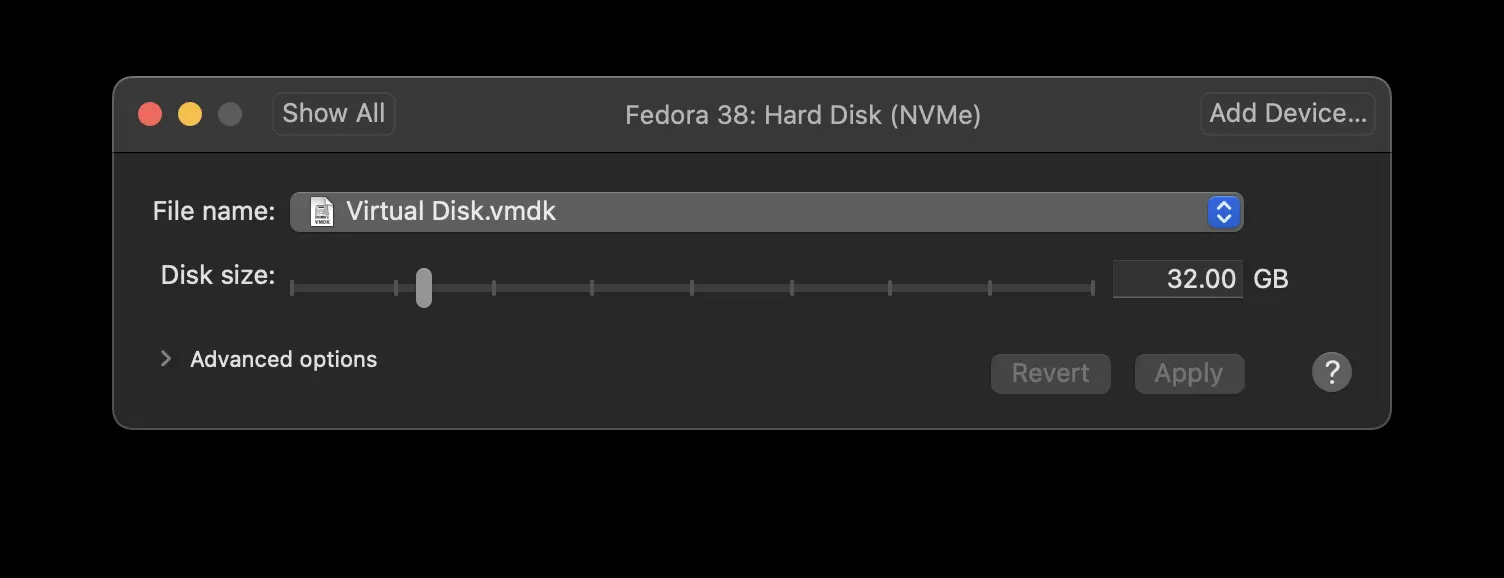 Show All
Fedora 38: Hard Disk (NVMe)
Add Device...
File name: Virtual Disk.vmdk
Disk size: 32.00 GB
Advanced options
Revert
Apply
?